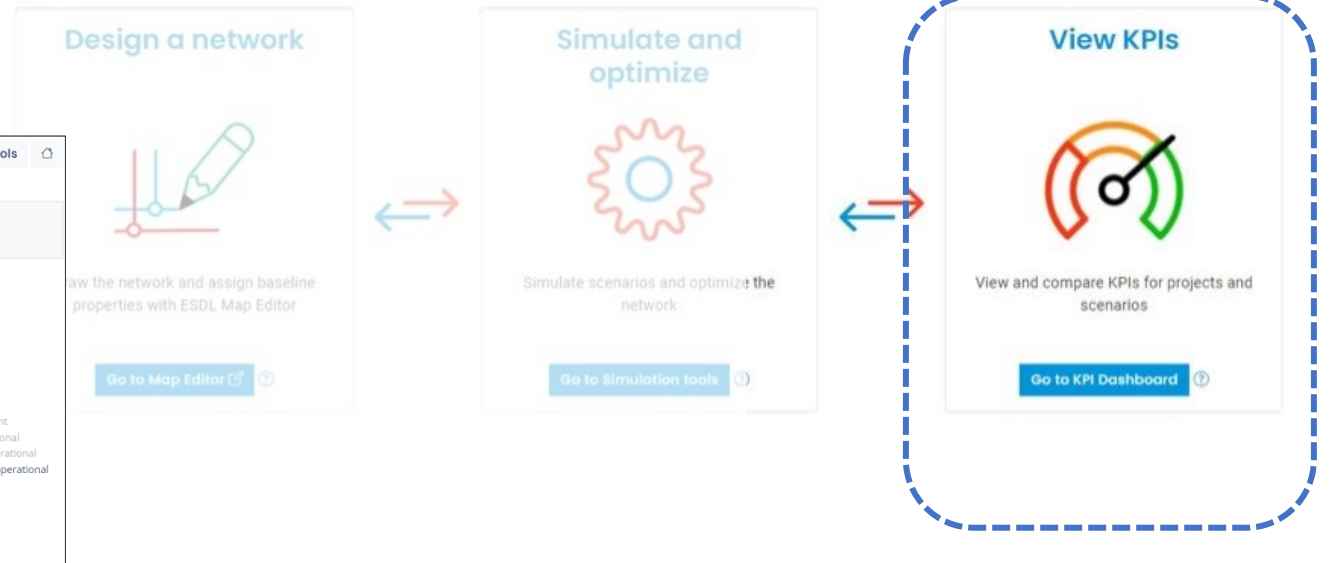 Design a network
raw the network and assign baseline
properties with ESDL Map Editor
Go to Map Editor
Simulate and
optimize
Simulate scenarios and optimize the
network
Go to Simulation tools
View KPIs
View and compare KPIs for projects and
scenarios
Go to KPI Dashboard
ols
nt
onal
rational
perational